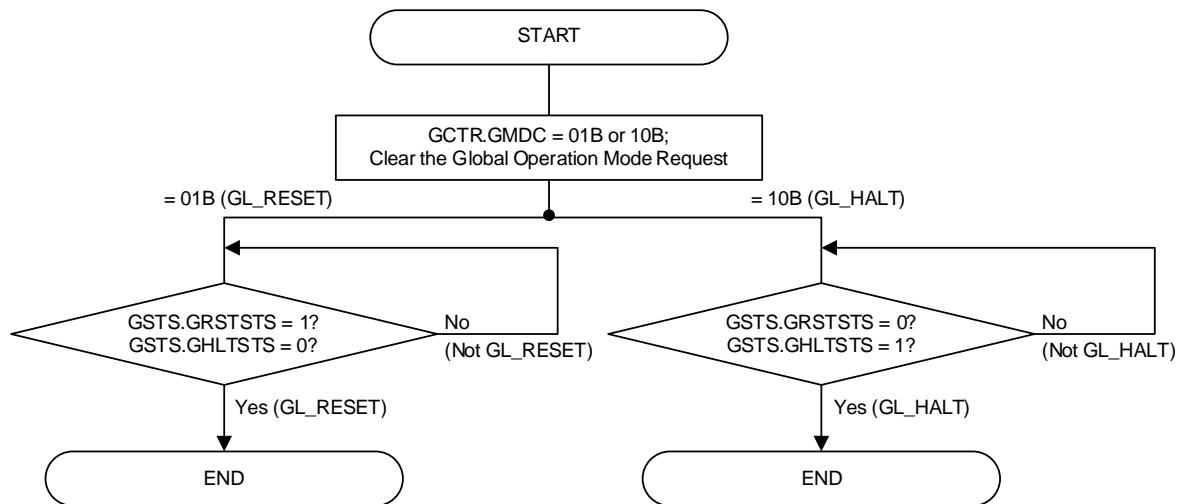 START
GCTR.GMDC = 01B or 10B;
Clear the Global Operation Mode Request
= 01B (GL_RESET)
= 10B (GL_HALT)
GSTS.GRSTSTS = 1?
GSTS.GHLTSTS = 0?
No
(Not GL_RESET)
GSTS.GRSTSTS = 0?
GSTS.GHLTSTS = 1?
No
(Not GL_HALT)
Yes (GL_RESET)
Yes (GL_HALT)
END
END